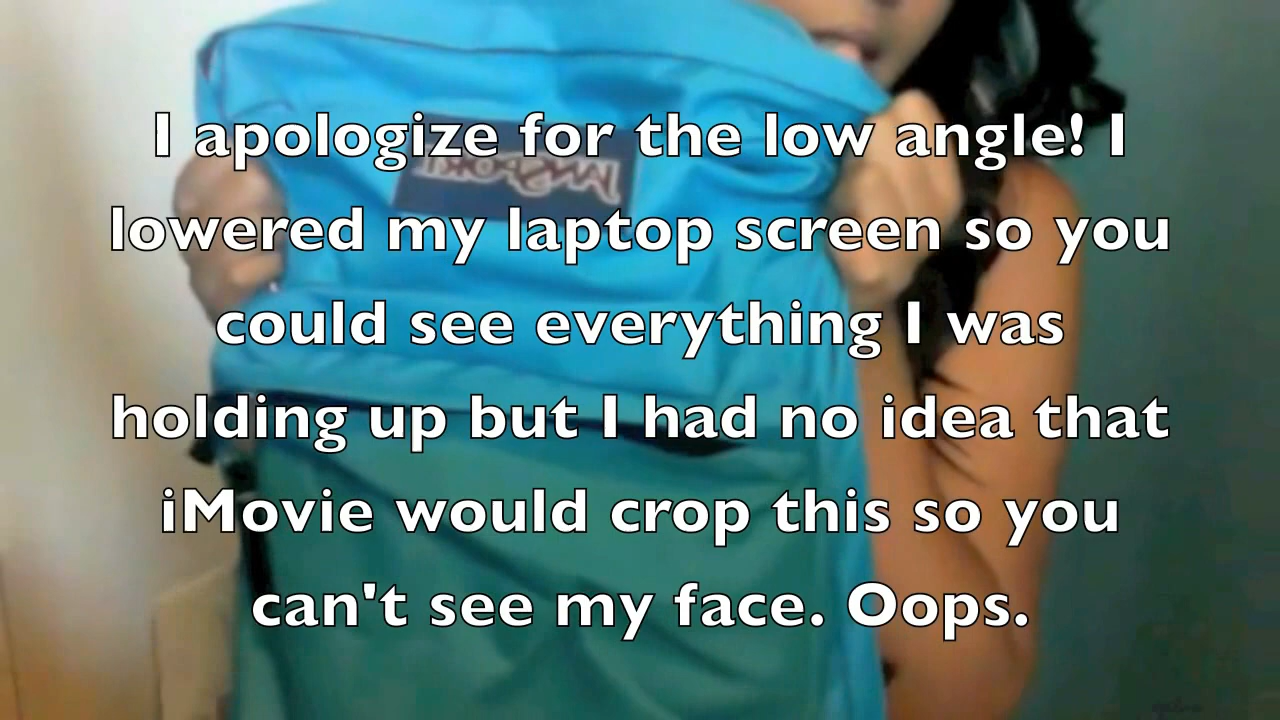 I apologize for the low angle! I
lowered my laptop screen so you
could see everything I was
holding up but I had no idea that
iMovie would crop this so you
can't see my face. Oops.
JANSPORT